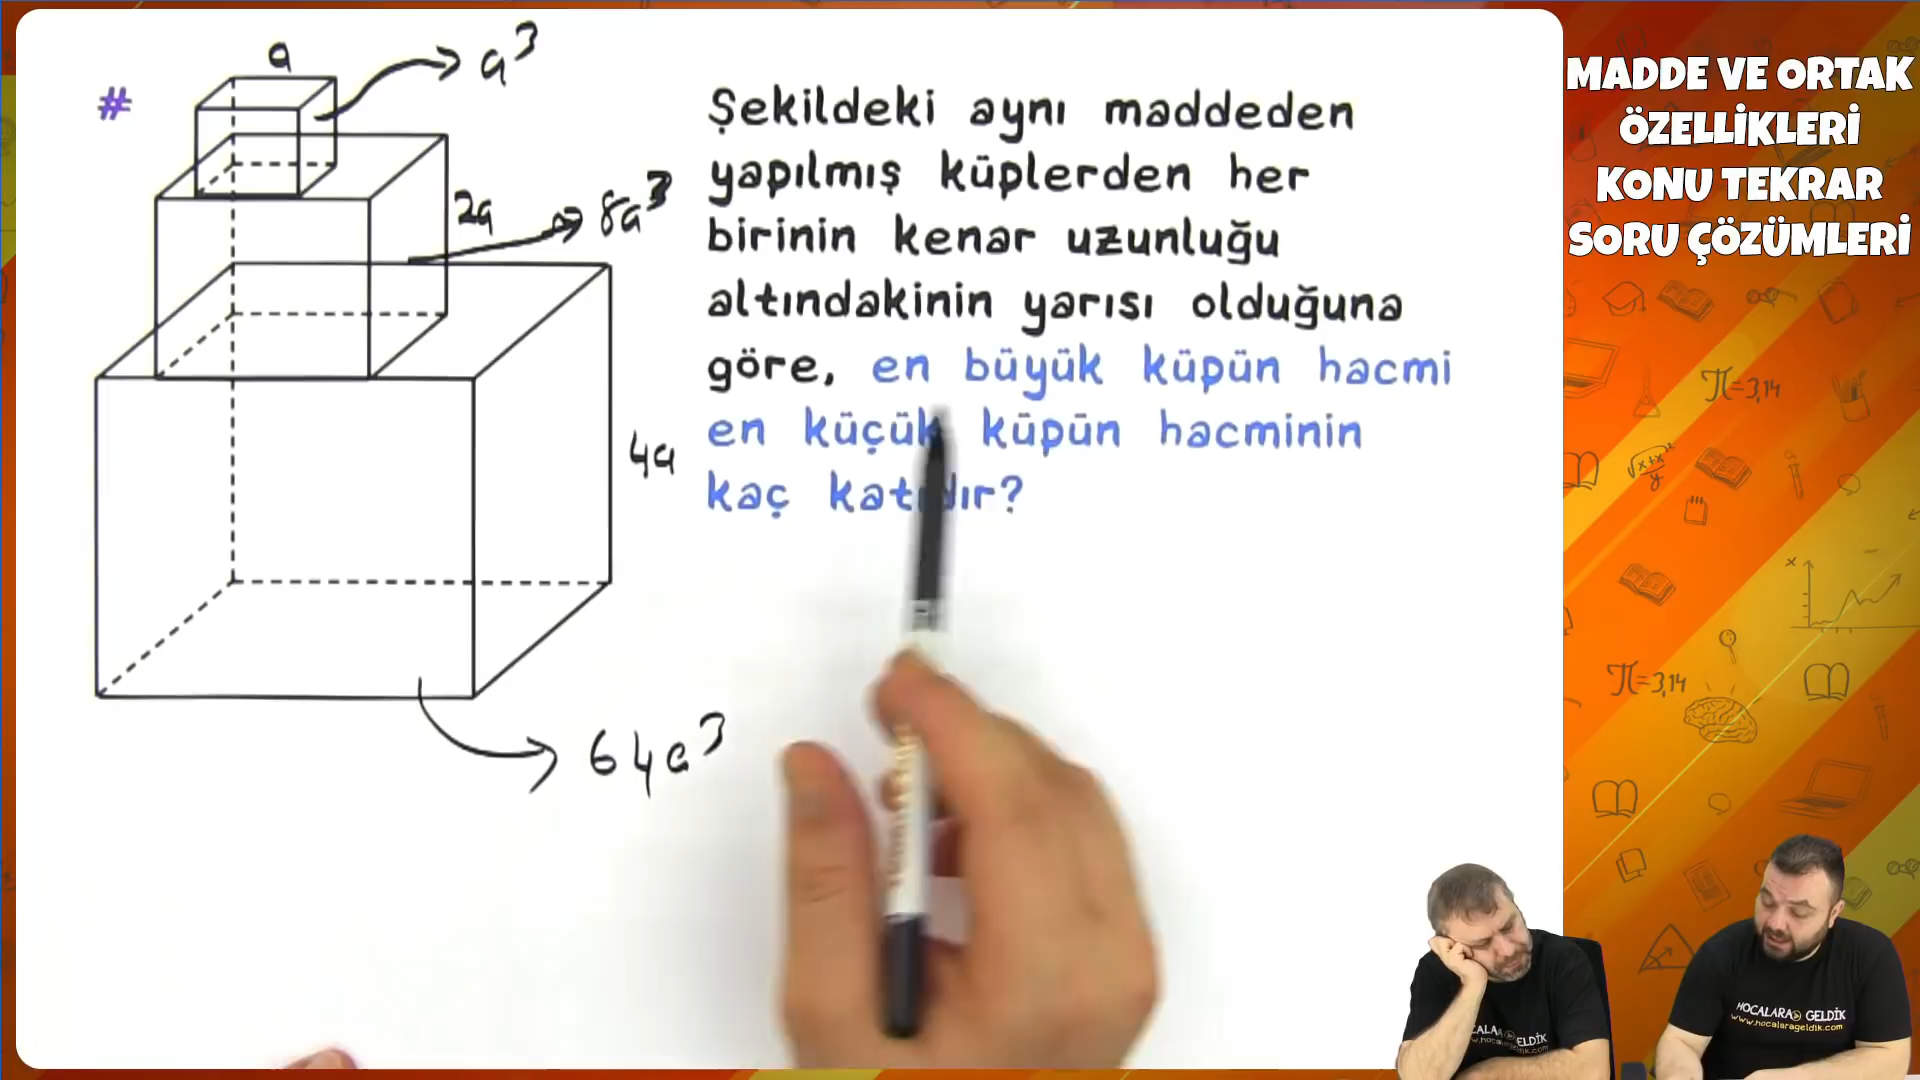 a
a³
#
2a
8a³
4a
64a³
Şekildeki aynı maddeden
yapılmış küplerden her
birinin kenar uzunluğu
altındakinin yarısı olduğuna
göre, en büyük küpün hacmi
en küçük küpün hacminin
kaç katıdır?
MADDE VE ORTAK
ÖZELLİKLERİ
KONU TEKRAR
SORU ÇÖZÜMLERİ
π=3,14
π=3,14
x
HOCALARA GELDİK
www.hocalarageldik.com
GELDİK